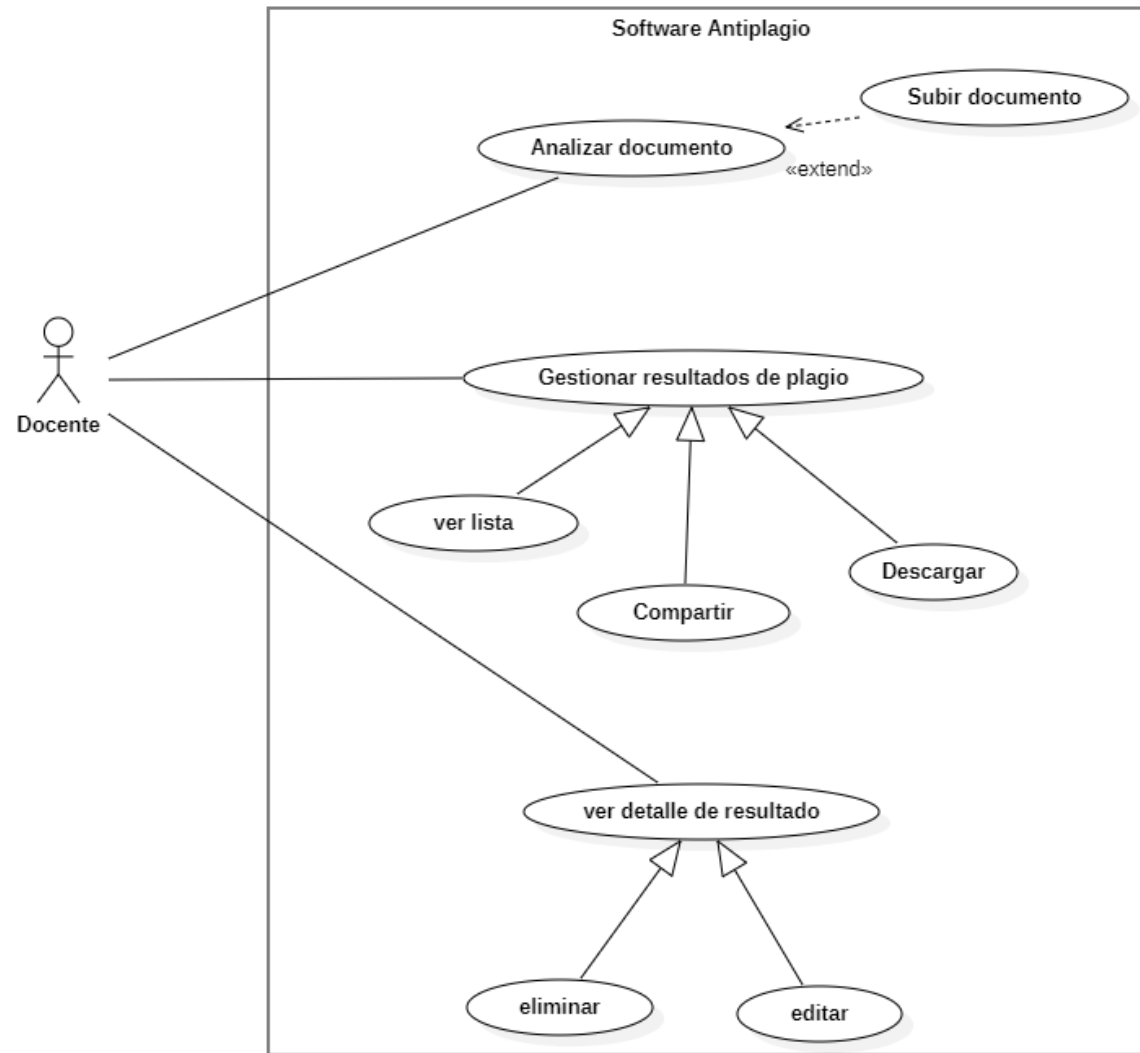 Software Antiplagio
Subir documento
Analizar documento
«extend»
Docente
Gestionar resultados de plagio
ver lista
Descargar
Compartir
ver detalle de resultado
eliminar
editar